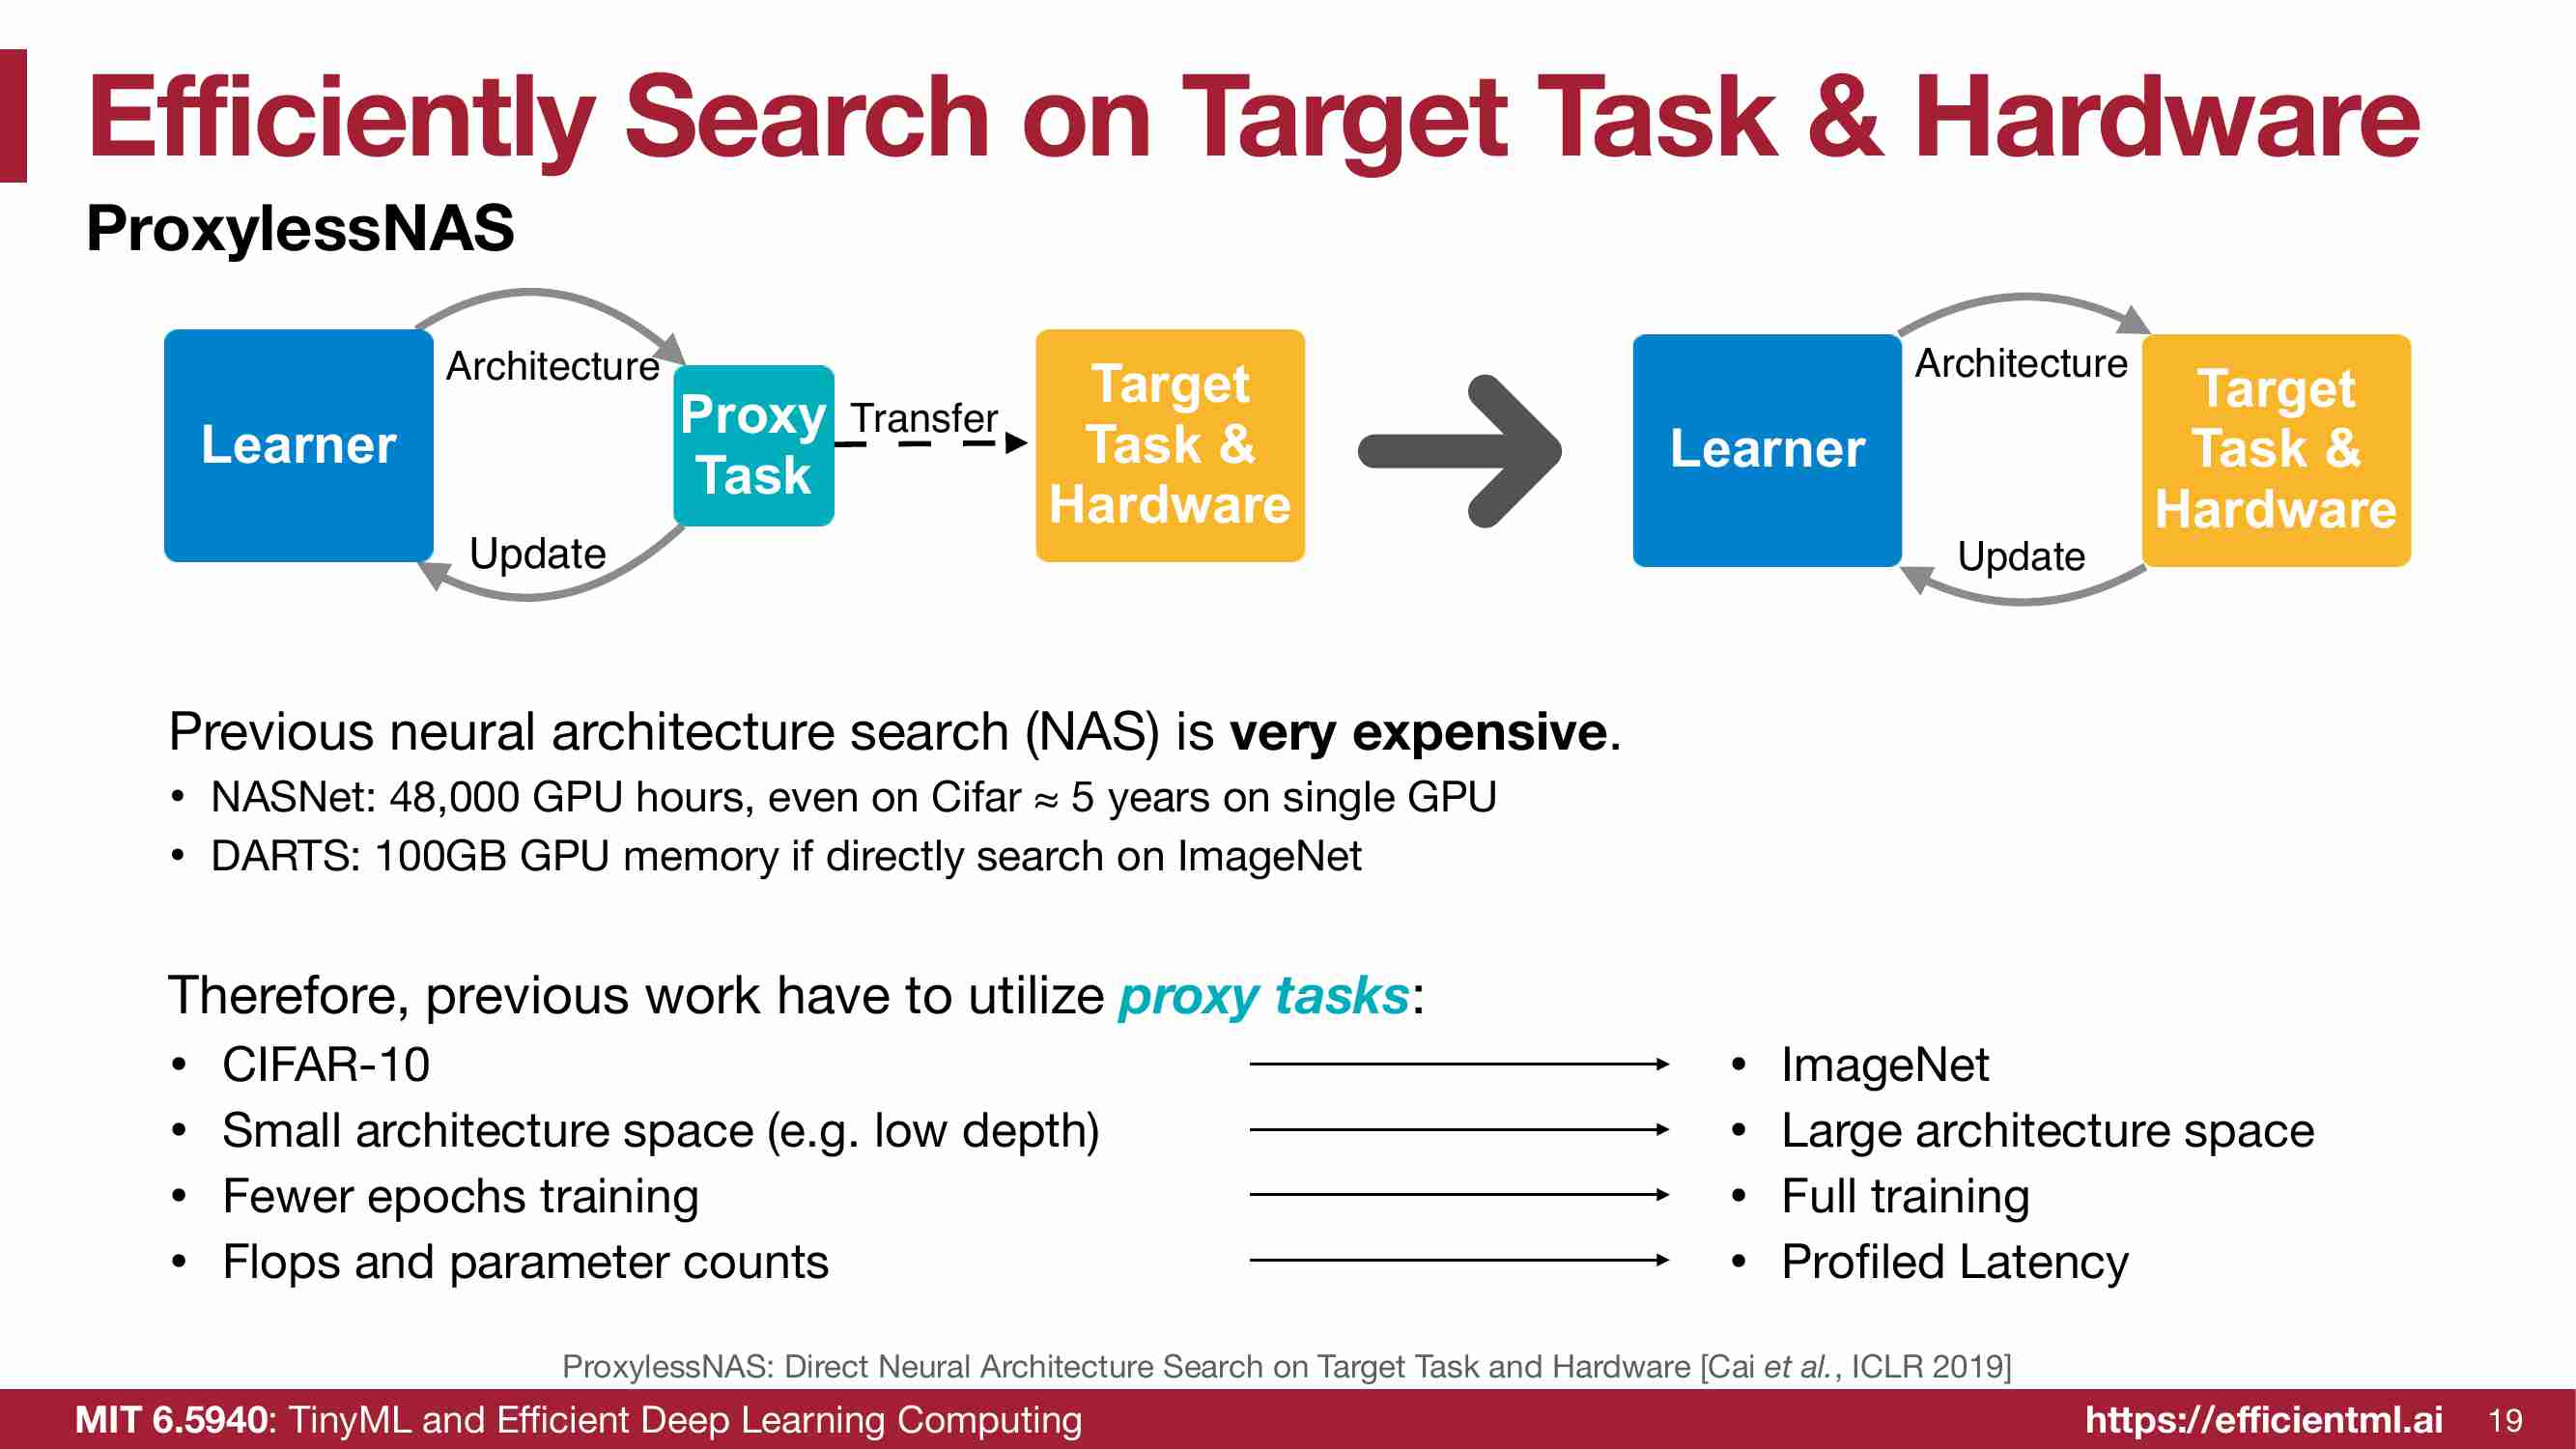 Efficiently Search on Target Task & Hardware
ProxylessNAS
Learner
Architecture
Update
Proxy
Task
Transfer
Target
Task &
Hardware
Learner
Architecture
Update
Target
Task &
Hardware
Previous neural architecture search (NAS) is very expensive.
• NASNet: 48,000 GPU hours, even on Cifar ≈ 5 years on single GPU
• DARTS: 100GB GPU memory if directly search on ImageNet
Therefore, previous work have to utilize proxy tasks:
• CIFAR-10
• ImageNet
• Small architecture space (e.g. low depth)
• Large architecture space
• Fewer epochs training
• Full training
• Flops and parameter counts
• Profiled Latency
ProxylessNAS: Direct Neural Architecture Search on Target Task and Hardware [Cai et al., ICLR 2019]
MIT 6.5940: TinyML and Efficient Deep Learning Computing
https://efficientml.ai
19